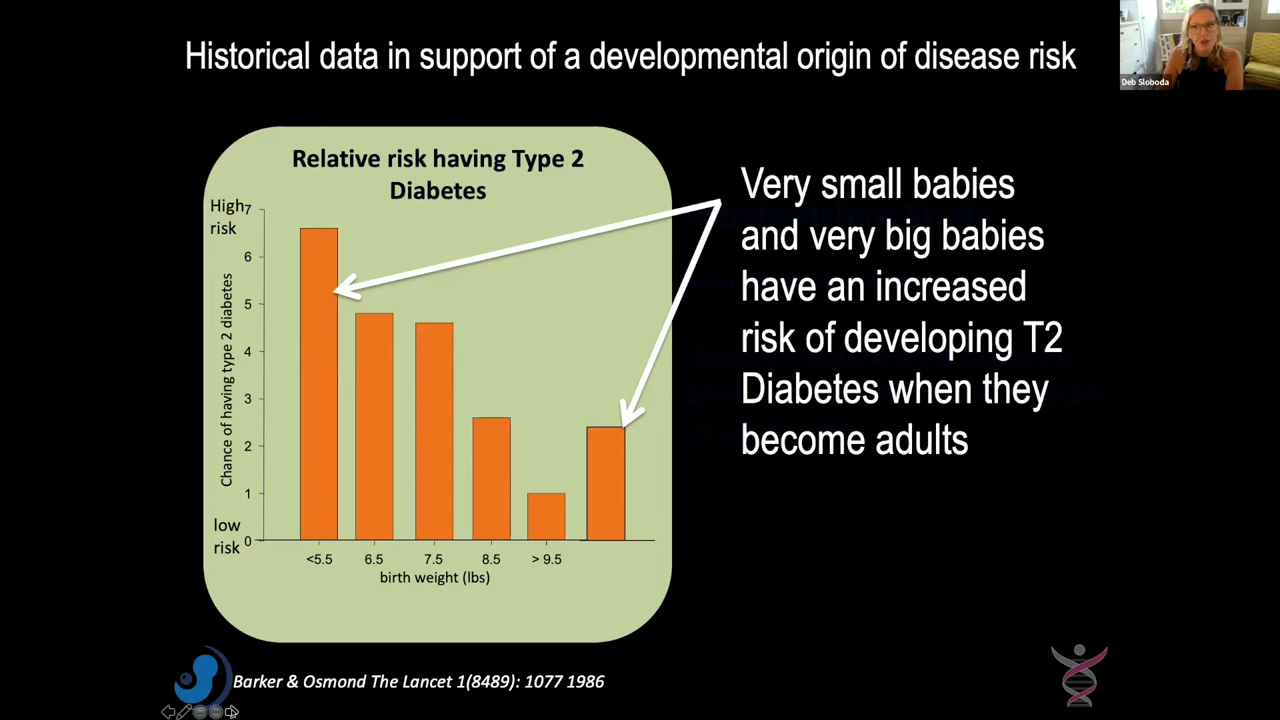 Historical data in support of a developmental origin of disease risk
Deb Sloboda
Relative risk having Type 2
Diabetes
High
risk
7
6
5
4
3
2
1
0
low
risk
Chance of having type 2 diabetes
<5.5 6.5 7.5 8.5 > 9.5
birth weight (lbs)
Very small babies
and very big babies
have an increased
risk of developing T2
Diabetes when they
become adults
Barker & Osmond The Lancet 1(8489): 1077 1986